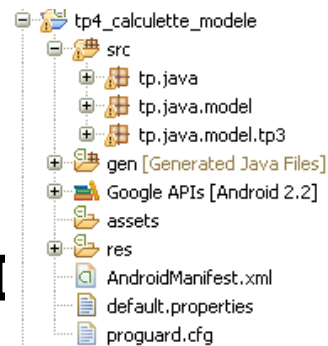 tp4_calculette_modele
src
tp.java
tp.java.model
tp.java.model.tp3
gen [Generated Java Files]
Google APIs [Android 2.2]
assets
res
AndroidManifest.xml
default.properties
proguard.cfg